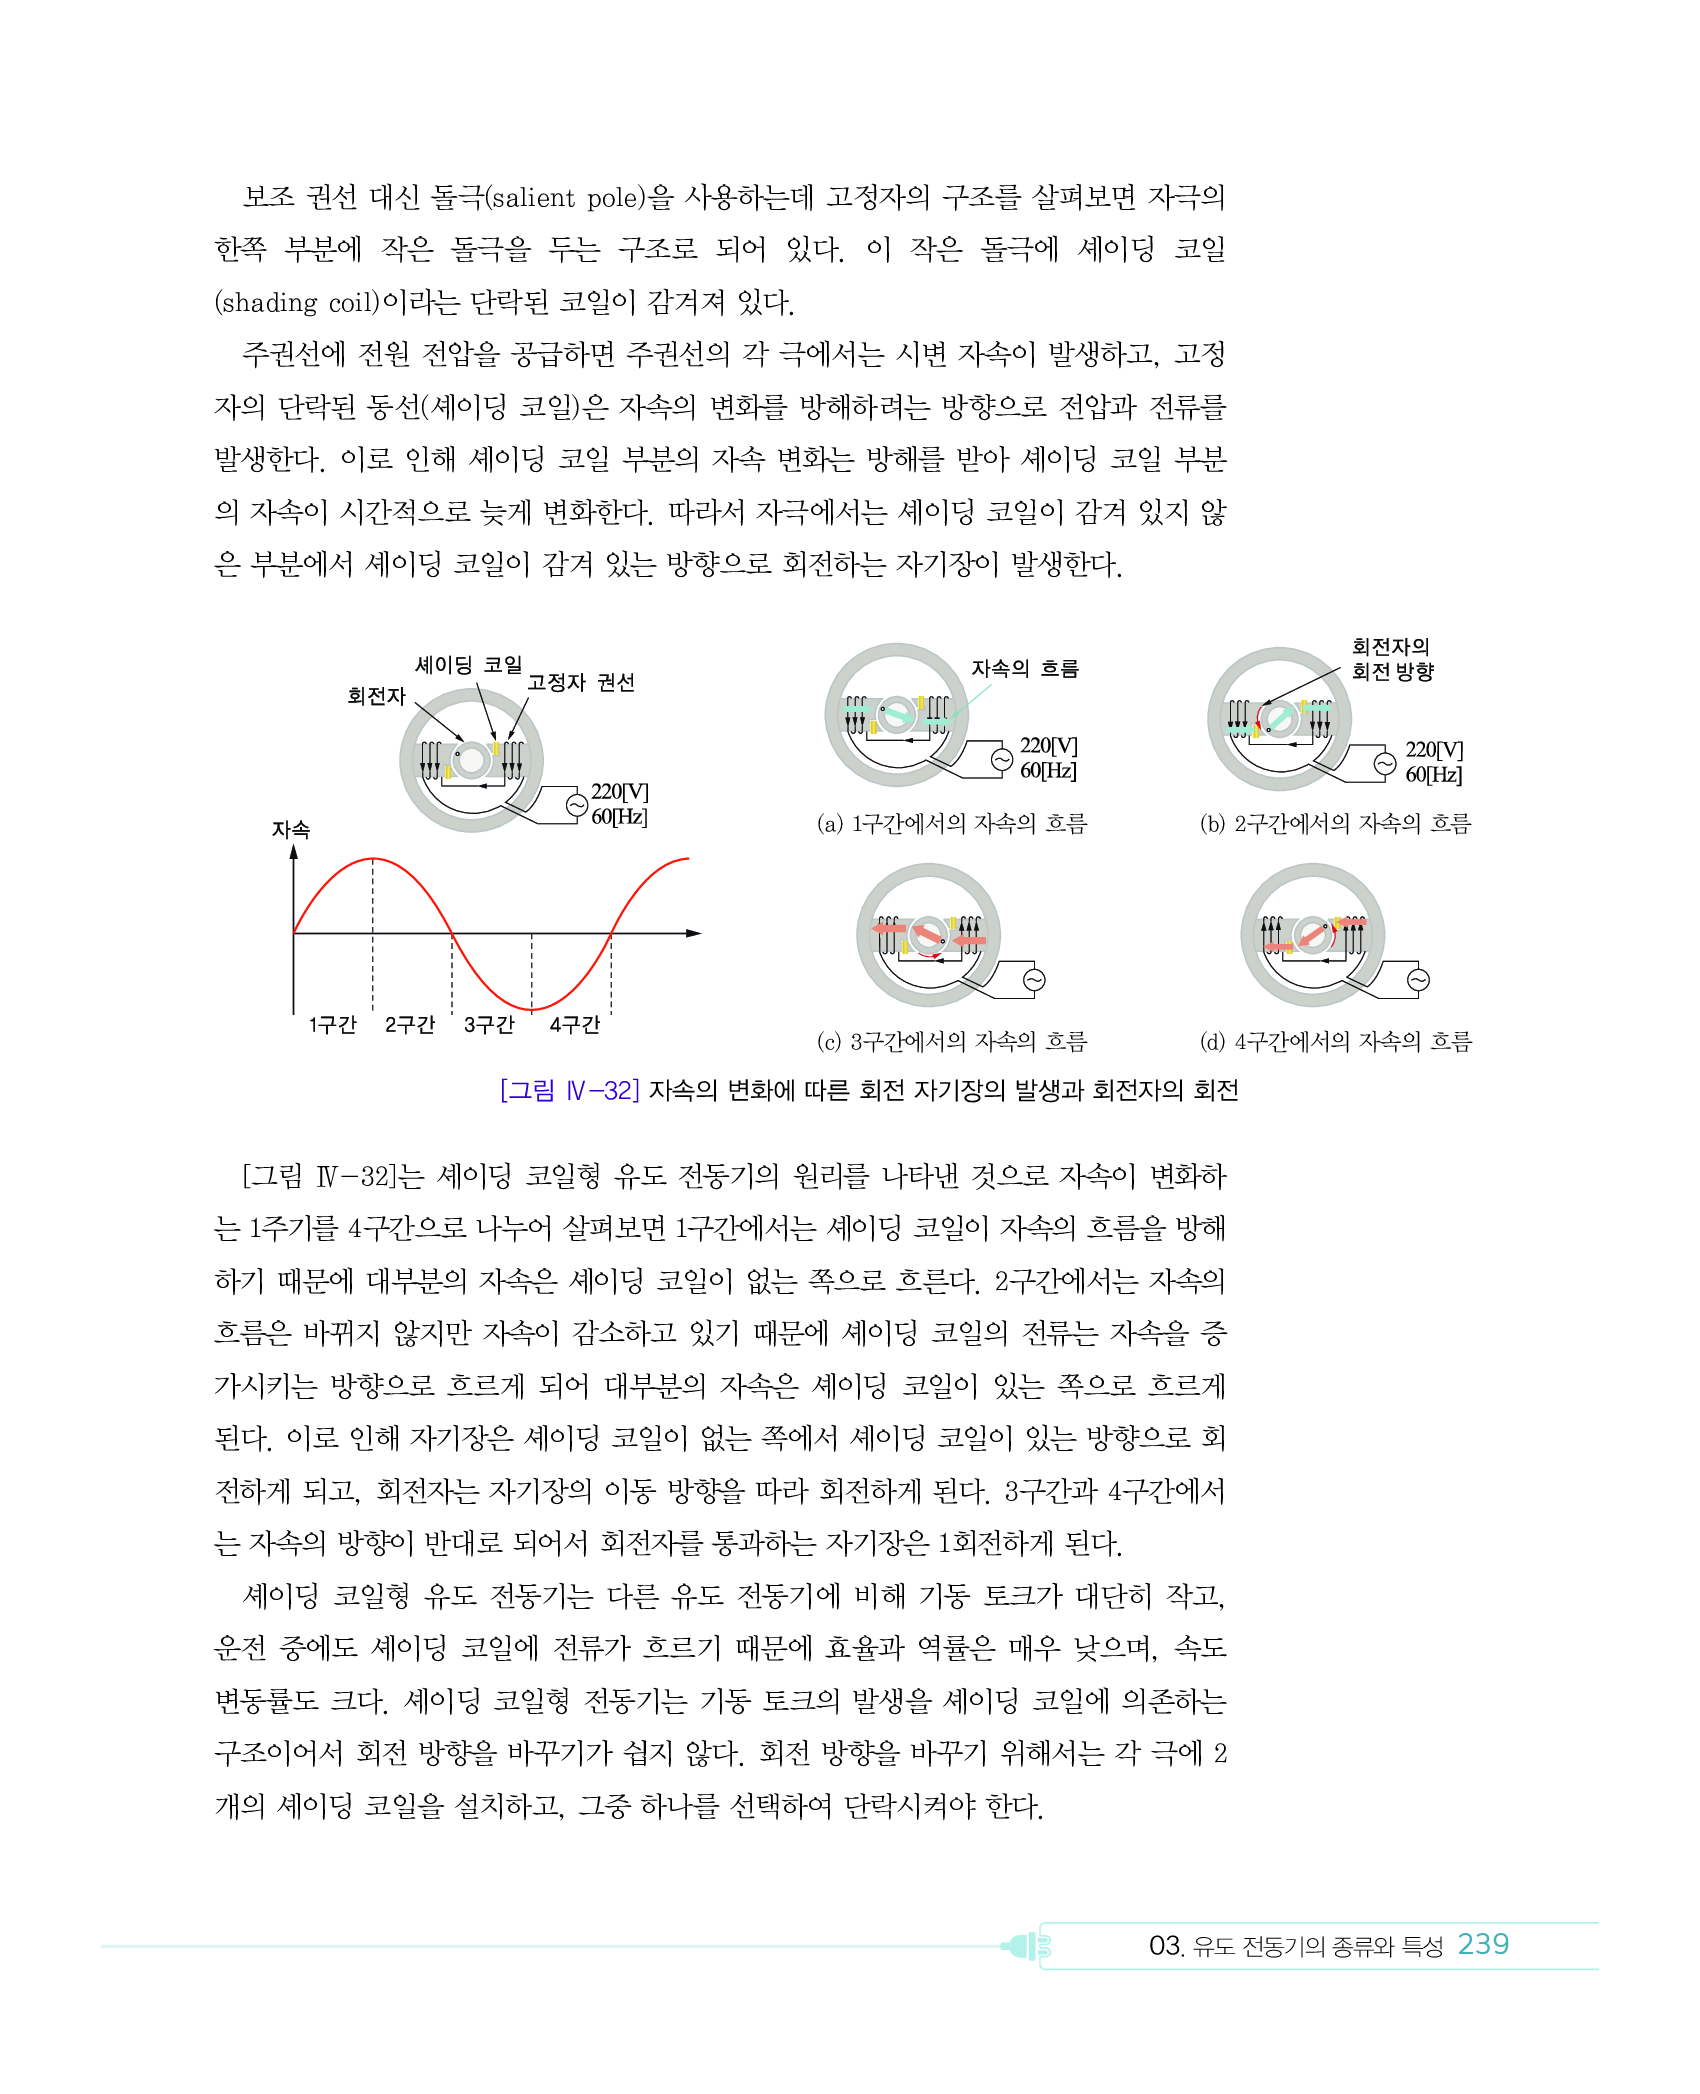 보조 권선 대신 돌극(salient pole)을 사용하는데 고정자의 구조를 살펴보면 자극의
한쪽 부분에 작은 돌극을 두는 구조로 되어 있다. 이 작은 돌극에 셰이딩 코일
(shading coil)이라는 단락된 코일이 감겨져 있다.
주권선에 전원 전압을 공급하면 주권선의 각 극에서는 시변 자속이 발생하고, 고정
자의 단락된 동선(셰이딩 코일)은 자속의 변화를 방해하려는 방향으로 전압과 전류를
발생한다. 이로 인해 셰이딩 코일 부분의 자속 변화는 방해를 받아 셰이딩 코일 부분
의 자속이 시간적으로 늦게 변화한다. 따라서 자극에서는 셰이딩 코일이 감겨 있지 않
은 부분에서 셰이딩 코일이 감겨 있는 방향으로 회전하는 자기장이 발생한다.
셰이딩 코일
고정자 권선
회전자
220[V]
60[Hz]
자속
1구간 2구간 3구간 4구간
자속의 흐름
220[V]
60[Hz]
(a) 1구간에서의 자속의 흐름
회전자의
회전 방향
220[V]
60[Hz]
(b) 2구간에서의 자속의 흐름
(c) 3구간에서의 자속의 흐름
(d) 4구간에서의 자속의 흐름
[그림 Ⅳ-32] 자속의 변화에 따른 회전 자기장의 발생과 회전자의 회전
[그림 Ⅳ-32]는 셰이딩 코일형 유도 전동기의 원리를 나타낸 것으로 자속이 변화하
는 1주기를 4구간으로 나누어 살펴보면 1구간에서는 셰이딩 코일이 자속의 흐름을 방해
하기 때문에 대부분의 자속은 셰이딩 코일이 없는 쪽으로 흐른다. 2구간에서는 자속의
흐름은 바뀌지 않지만 자속이 감소하고 있기 때문에 셰이딩 코일의 전류는 자속을 증
가시키는 방향으로 흐르게 되어 대부분의 자속은 셰이딩 코일이 있는 쪽으로 흐르게
된다. 이로 인해 자기장은 셰이딩 코일이 없는 쪽에서 셰이딩 코일이 있는 방향으로 회
전하게 되고, 회전자는 자기장의 이동 방향을 따라 회전하게 된다. 3구간과 4구간에서
는 자속의 방향이 반대로 되어서 회전자를 통과하는 자기장은 1회전하게 된다.
셰이딩 코일형 유도 전동기는 다른 유도 전동기에 비해 기동 토크가 대단히 작고,
운전 중에도 셰이딩 코일에 전류가 흐르기 때문에 효율과 역률은 매우 낮으며, 속도
변동률도 크다. 셰이딩 코일형 전동기는 기동 토크의 발생을 셰이딩 코일에 의존하는
구조이어서 회전 방향을 바꾸기가 쉽지 않다. 회전 방향을 바꾸기 위해서는 각 극에 2
개의 셰이딩 코일을 설치하고, 그중 하나를 선택하여 단락시켜야 한다.
03. 유도 전동기의 종류와 특성 239